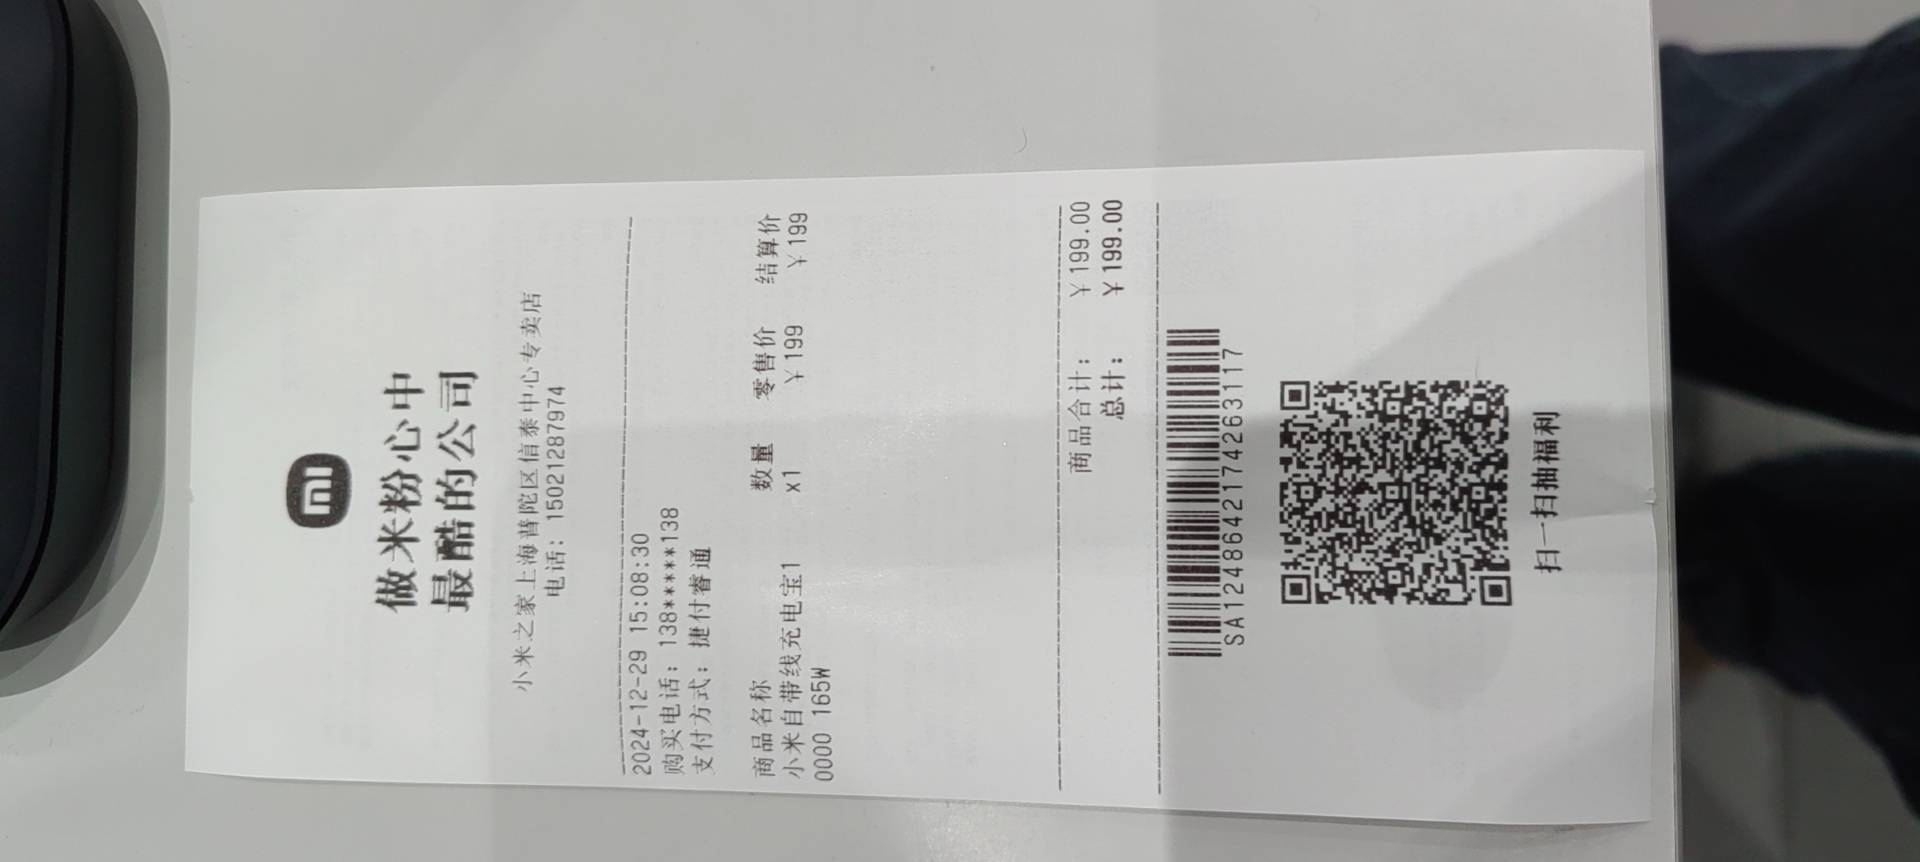 mi
做米粉心中
最酷的公司
小米之家上海普陀区信泰中心专卖店
电话：15021287974
2024-12-29 15:08:30
购买电话：138*****138
支付方式：捷付睿通
商品名称 数量 零售价 结算价
小米自带线充电宝1 x1 ￥199 ￥199
0000 165W
商品合计： ￥199.00
总计： ￥199.00
SA12486421742631​17
扫一扫抽福利